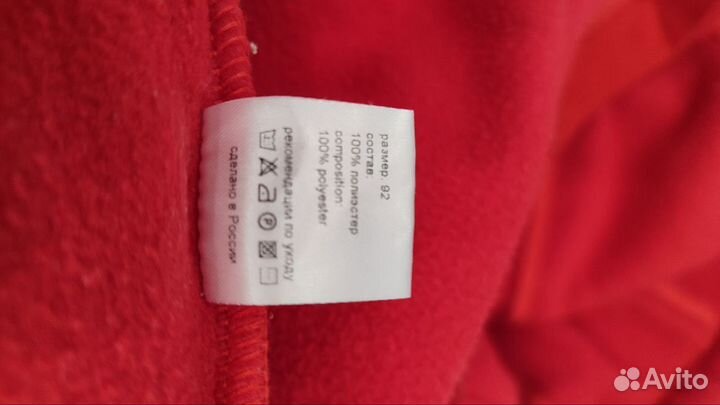 размер: 92
состав:
100% полиэстер
composition:
100% polyester
рекомендации по уходу
сделано в России
Avito